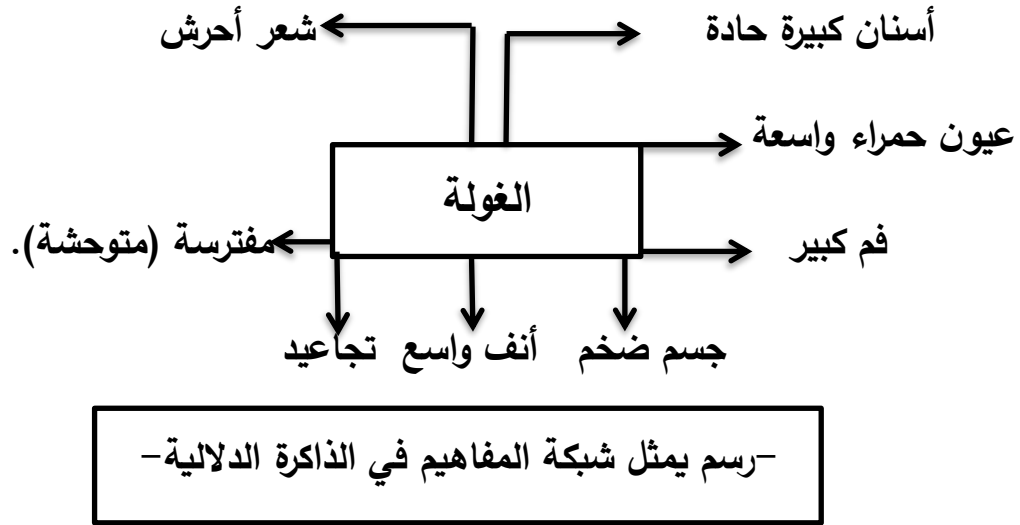 أسنان كبيرة حادة
شعر أحرش
عيون حمراء واسعة
الغولة
فم كبير
مفترسة (متوحشة).
جسم ضخم
أنف واسع
تجاعيد
-رسم يمثل شبكة المفاهيم في الذاكرة الدلالية-